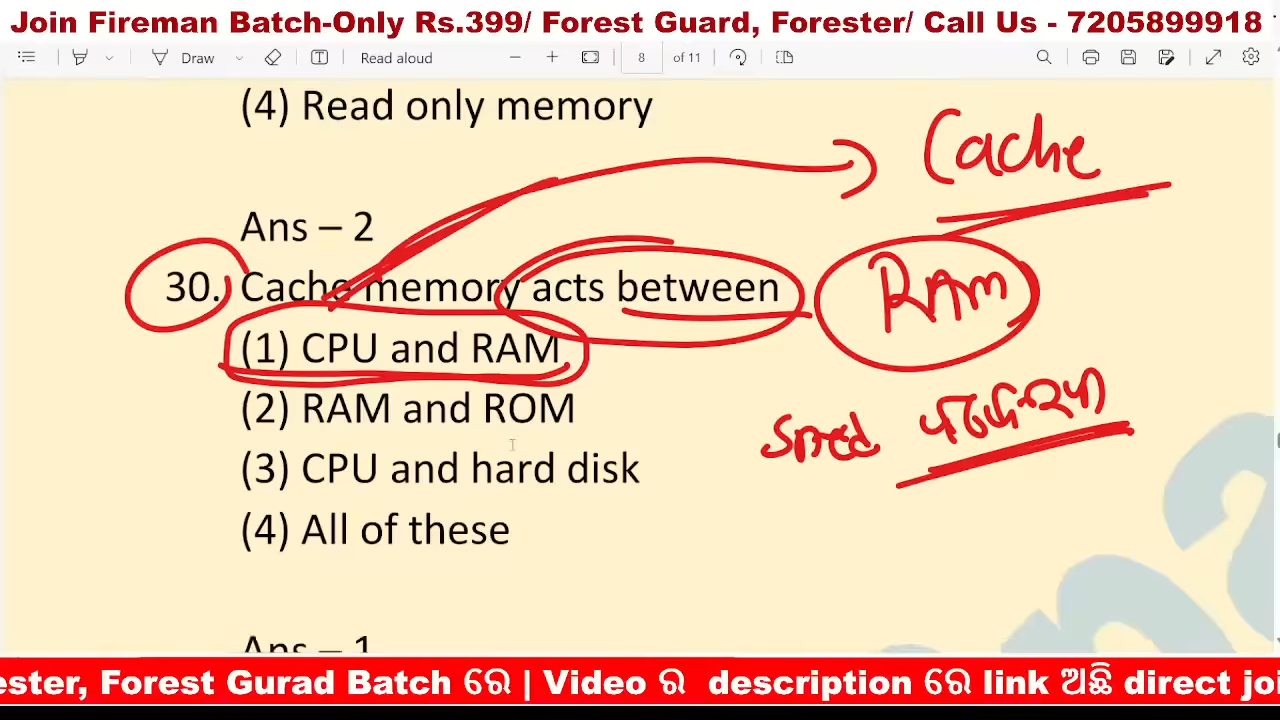 Join Fireman Batch-Only Rs.399/ Forest Guard, Forester/ Call Us - 7205899918
Draw
Read aloud
8
of 11
(4) Read only memory
Cache
Ans – 2
30. Cache memory acts between
RAM
(1) CPU and RAM
(2) RAM and ROM
Speed
(3) CPU and hard disk
(4) All of these
Ans – 1
ester, Forest Gurad Batch ରେ | Video ର description ରେ link ଅଛି direct joi